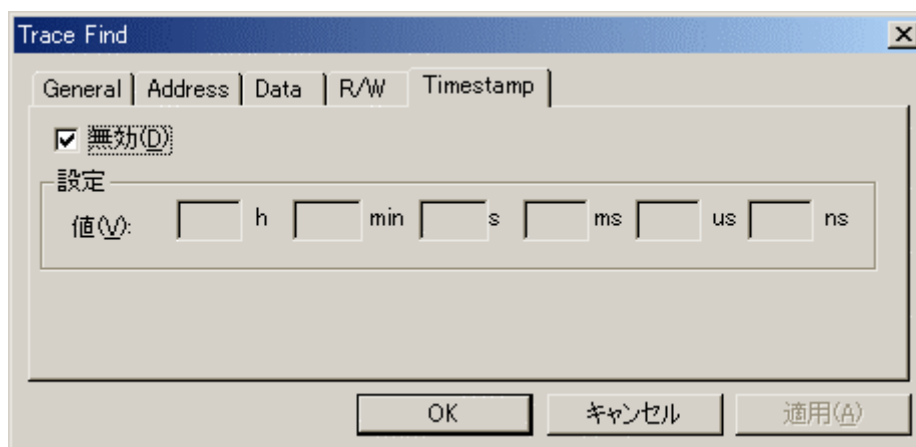 Trace Find
General Address Data R/W Timestamp
無効(D)
設定
値(V): h min s ms us ns
OK キャンセル 適用(A)